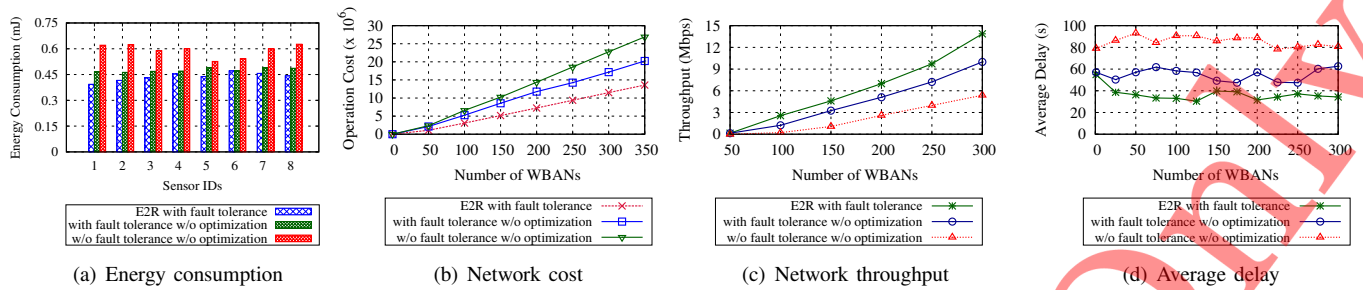 Energy Consumption (mJ)
0.75
0.6
0.45
0.3
0.15
0
1 2 3 4 5 6 7 8
Sensor IDs
E2R with fault tolerance
with fault tolerance w/o optimization
w/o fault tolerance w/o optimization
(a) Energy consumption
Operation Cost (x 10^6)
30
25
20
15
10
5
0
0 50 100 150 200 250 300 350
Number of WBANs
E2R with fault tolerance
with fault tolerance w/o optimization
w/o fault tolerance w/o optimization
(b) Network cost
Throughput (Mbps)
15
12
9
6
3
0
50 100 150 200 250 300
Number of WBANs
E2R with fault tolerance
with fault tolerance w/o optimization
w/o fault tolerance w/o optimization
(c) Network throughput
Average Delay (s)
100
80
60
40
20
0
0 50 100 150 200 250 300
Number of WBANs
E2R with fault tolerance
with fault tolerance w/o optimization
w/o fault tolerance w/o optimization
(d) Average delay